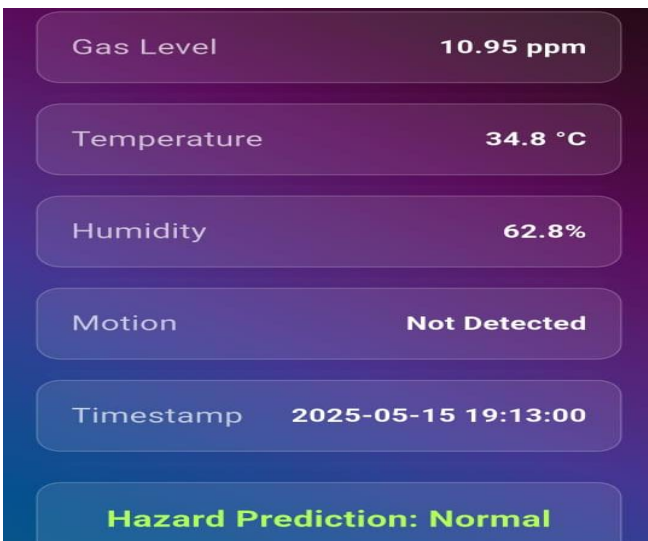 Gas Level 10.95 ppm
Temperature 34.8 °C
Humidity 62.8%
Motion Not Detected
Timestamp 2025-05-15 19:13:00
Hazard Prediction: Normal